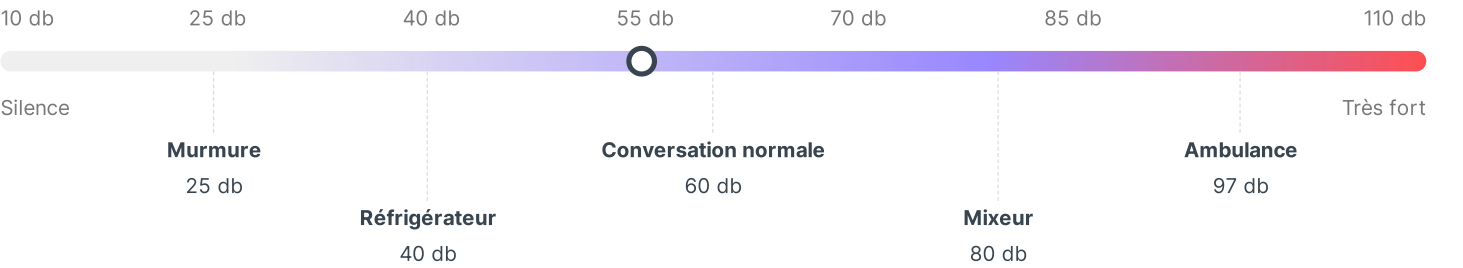 10 db 25 db 40 db 55 db 70 db 85 db 110 db
Silence Très fort
Murmure Conversation normale Ambulance
25 db 60 db 97 db
Réfrigérateur Mixeur
40 db 80 db